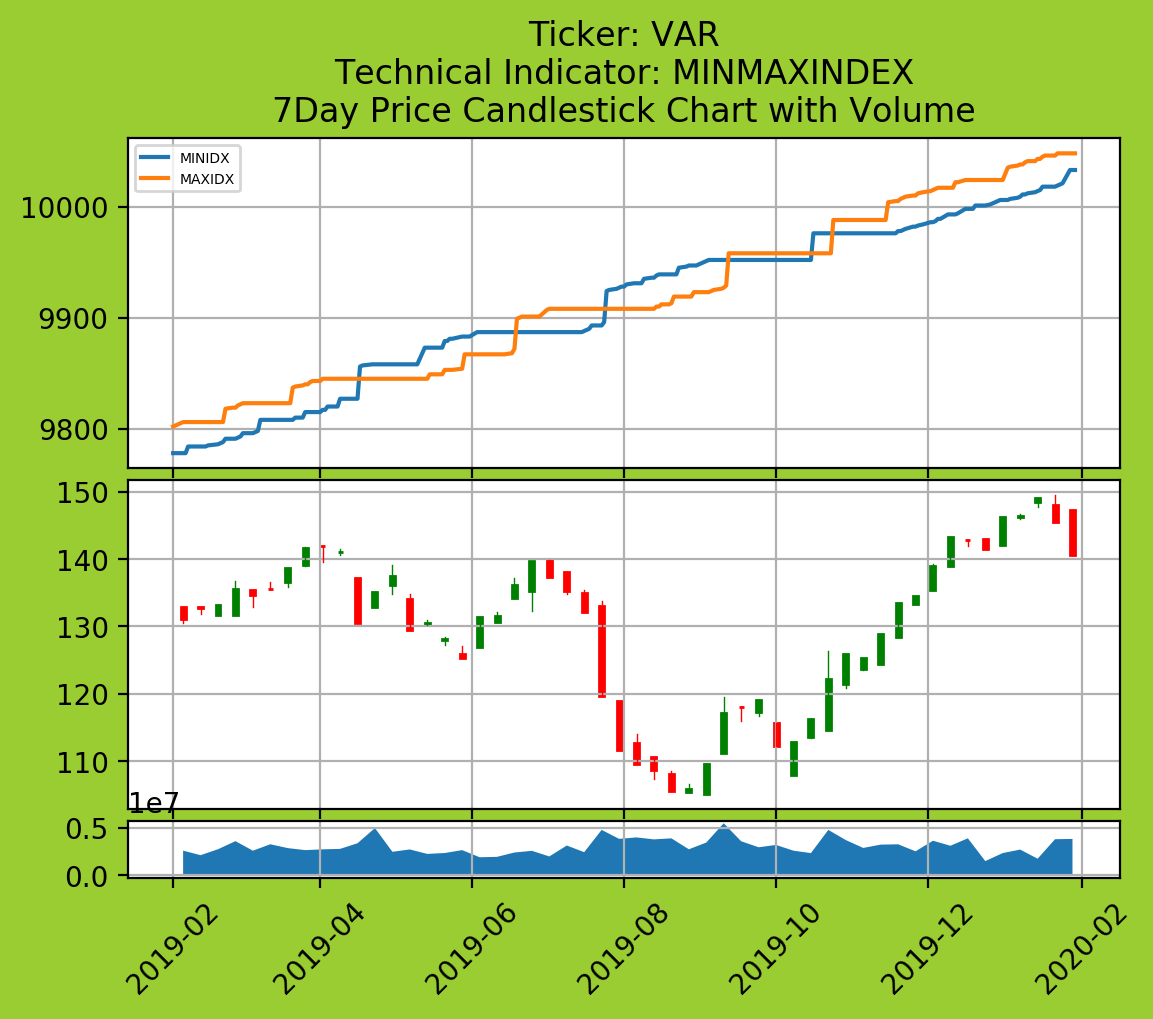 Ticker: VAR
Technical Indicator: MINMAXINDEX
7Day Price Candlestick Chart with Volume
MINIDX
MAXIDX
10000
9900
9800
150
140
130
120
110
1e7
0.5
0.0
2019-02
2019-04
2019-06
2019-08
2019-10
2019-12
2020-02